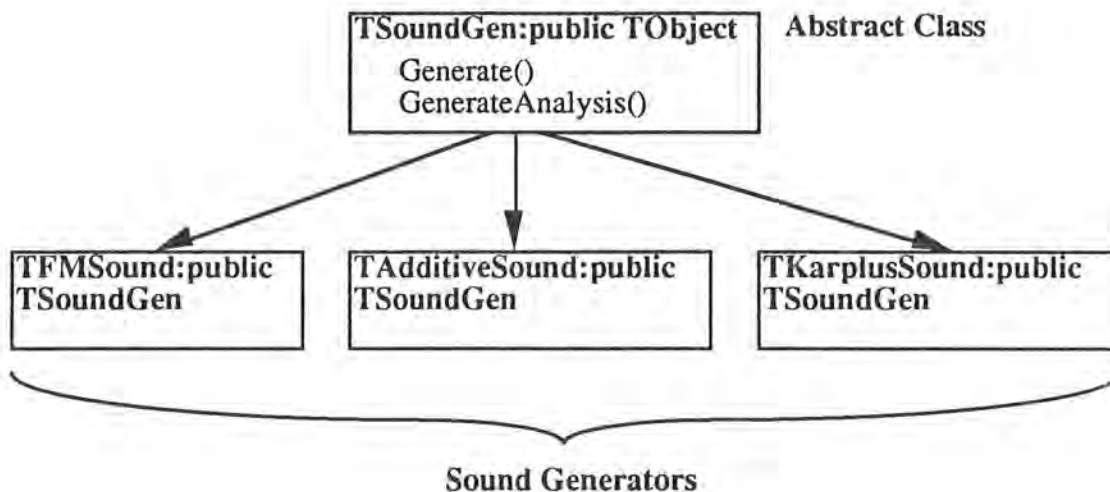 TSoundGen:public TObject
Abstract Class
Generate()
GenerateAnalysis()
TFMSound:public
TSoundGen
TAdditiveSound:public
TSoundGen
TKarplusSound:public
TSoundGen
Sound Generators